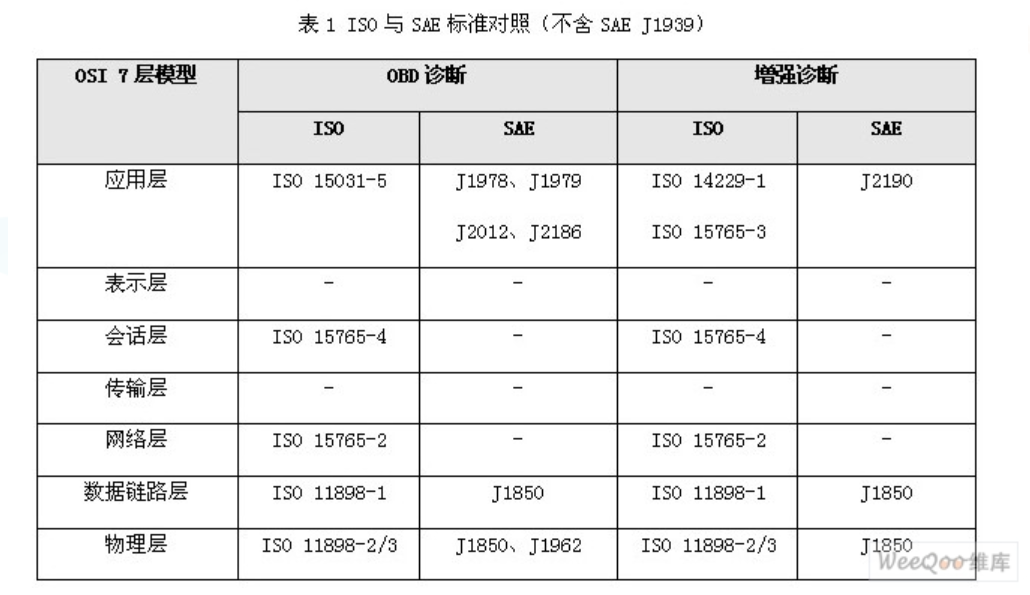 表 1 ISO 与 SAE 标准对照（不含 SAE J1939）
OSI 7 层模型 OBD 诊断 增强诊断
ISO SAE ISO SAE
应用层 ISO 15031-5 J1978、J1979 ISO 14229-1 J2190
J2012、J2186 ISO 15765-3
表示层 - - - -
会话层 ISO 15765-4 - ISO 15765-4 -
传输层 - - - -
网络层 ISO 15765-2 - ISO 15765-2 -
数据链路层 ISO 11898-1 J1850 ISO 11898-1 J1850
物理层 ISO 11898-2/3 J1850、J1962 ISO 11898-2/3 J1850
WeeQoo维库